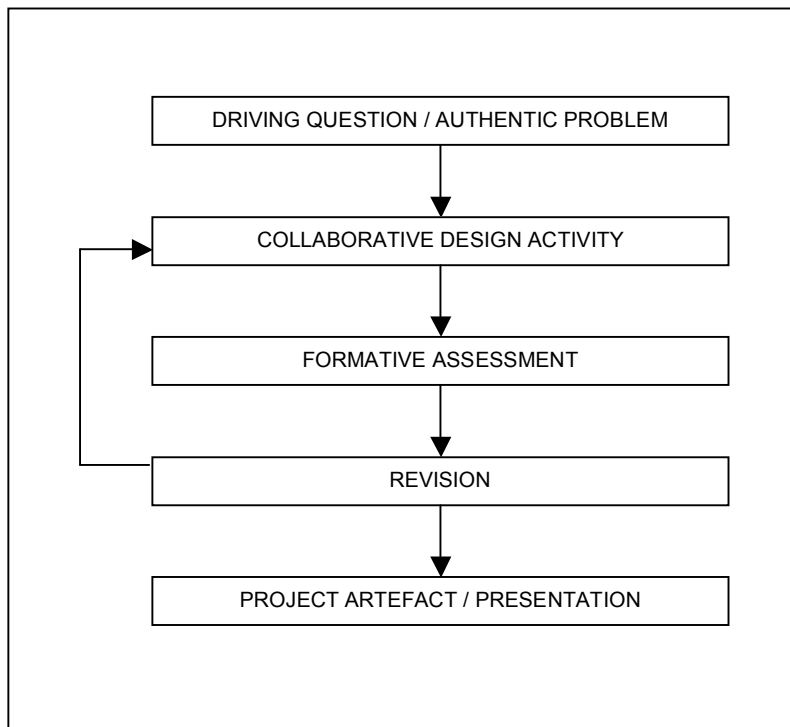 DRIVING QUESTION / AUTHENTIC PROBLEM
COLLABORATIVE DESIGN ACTIVITY
FORMATIVE ASSESSMENT
REVISION
PROJECT ARTEFACT / PRESENTATION